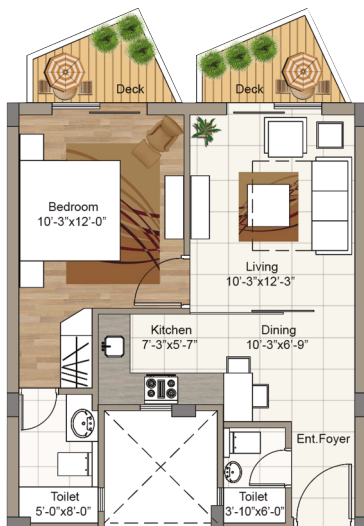 Deck
Deck
Bedroom
10'-3"x12'-0"
Living
10'-3"x12'-3"
Kitchen
7'-3"x5'-7"
Dining
10'-3"x6'-9"
Ent.Foyer
Toilet
5'-0"x8'-0"
Toilet
3'-10"x6'-0"